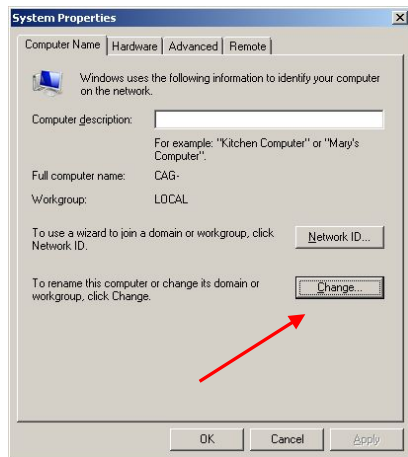 System Properties
Computer Name Hardware Advanced Remote
Windows uses the following information to identify your computer
on the network.
Computer description:
For example: "Kitchen Computer" or "Mary's
Computer".
Full computer name: CAG-
Workgroup: LOCAL
To use a wizard to join a domain or workgroup, click
Network ID.
Network ID...
To rename this computer or change its domain or
workgroup, click Change.
Change...
OK Cancel Apply